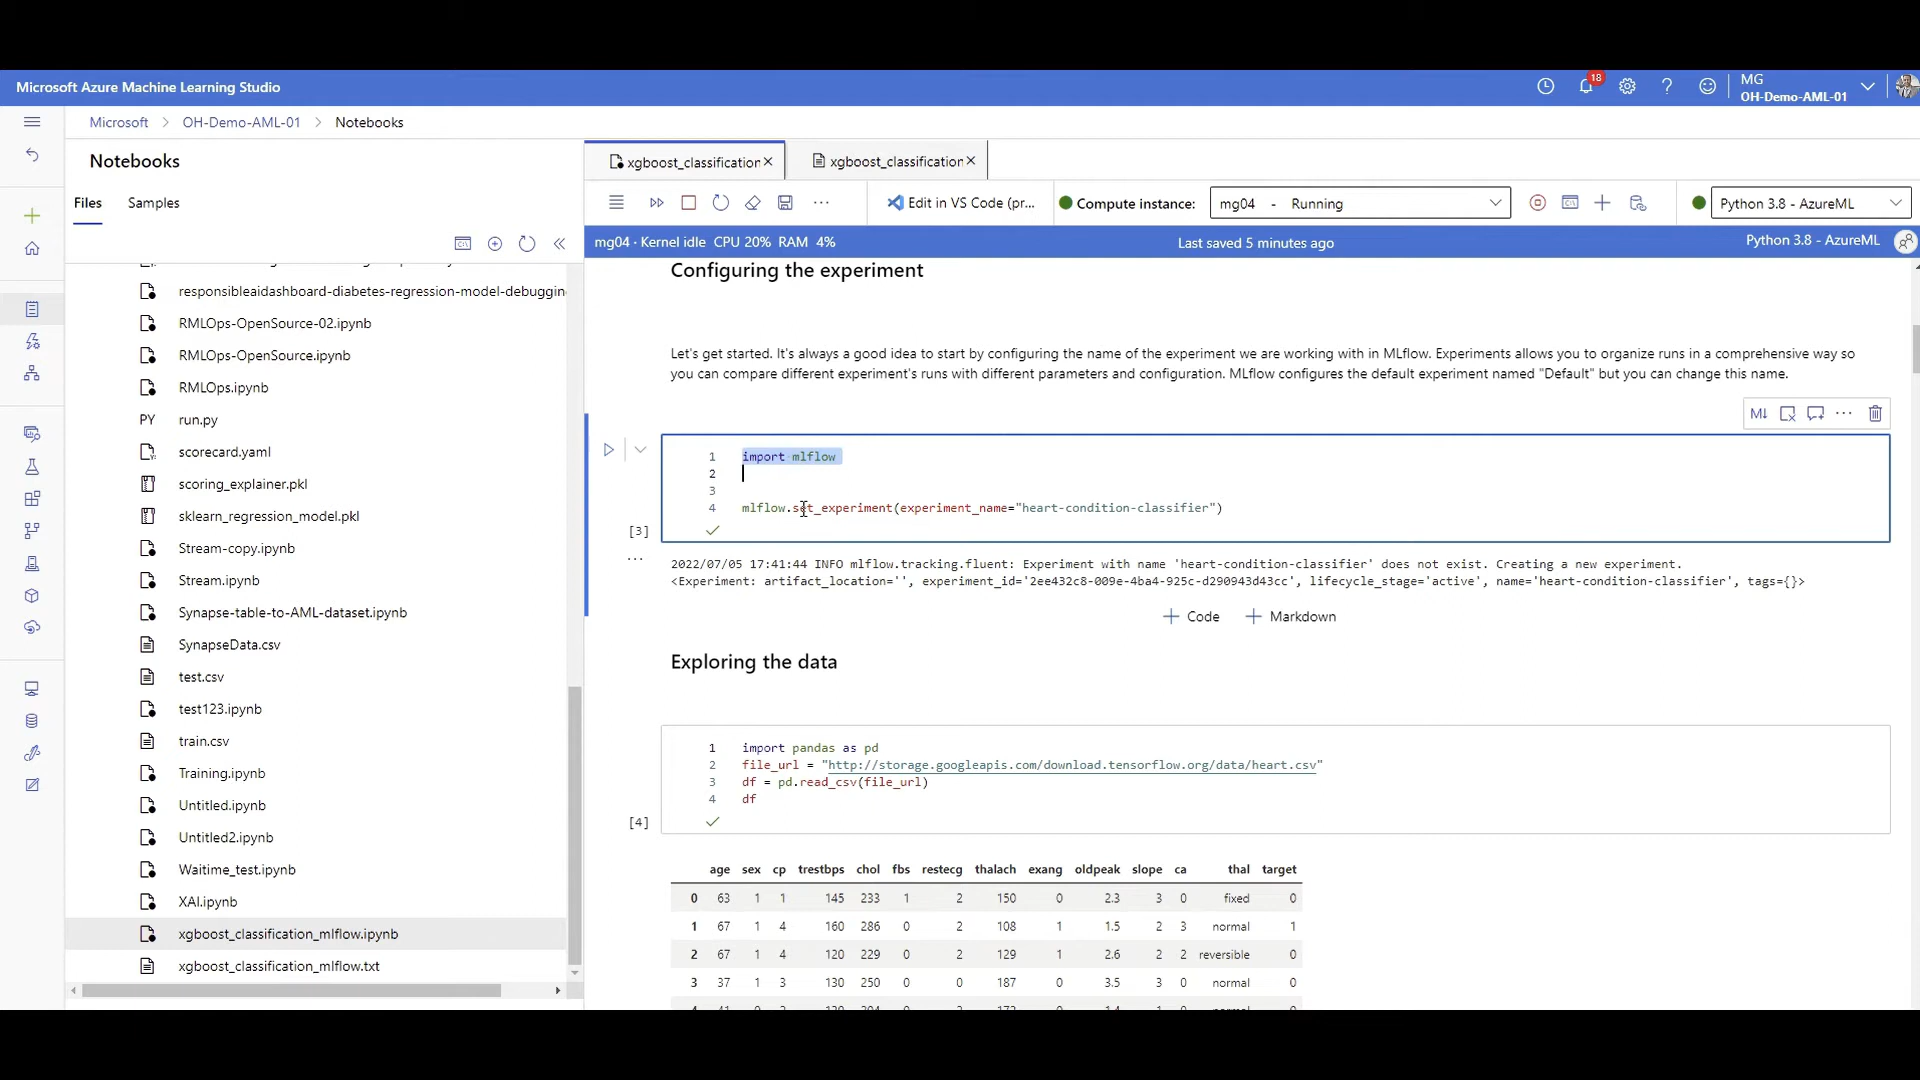 Microsoft Azure Machine Learning Studio
18
MG
OH-Demo-AML-01
Microsoft > OH-Demo-AML-01 > Notebooks
Notebooks
Files Samples
responsibleaidashboard-diabetes-regression-model-debuggin
RMLOps-OpenSource-02.ipynb
RMLOps-OpenSource.ipynb
RMLOps.ipynb
PY run.py
scorecard.yaml
scoring_explainer.pkl
sklearn_regression_model.pkl
Stream-copy.ipynb
Stream.ipynb
Synapse-table-to-AML-dataset.ipynb
SynapseData.csv
test.csv
test123.ipynb
train.csv
Training.ipynb
Untitled.ipynb
Untitled2.ipynb
Waitime_test.ipynb
XAI.ipynb
xgboost_classification_mlflow.ipynb
xgboost_classification_mlflow.txt
xgboost_classification × xgboost_classification ×
Edit in VS Code (pr... Compute instance: mg04 - Running Python 3.8 - AzureML
mg04 · Kernel idle CPU 20% RAM 4% Last saved 5 minutes ago Python 3.8 - AzureML
Configuring the experiment
Let's get started. It's always a good idea to start by configuring the name of the experiment we are working with in MLflow. Experiments allows you to organize runs in a comprehensive way so
you can compare different experiment's runs with different parameters and configuration. MLflow configures the default experiment named "Default" but you can change this name.
M↓ ...
1 import mlflow
2
3
4 mlflow.set_experiment(experiment_name="heart-condition-classifier")
[3]
...
2022/07/05 17:41:44 INFO mlflow.tracking.fluent: Experiment with name 'heart-condition-classifier' does not exist. Creating a new experiment.
<Experiment: artifact_location='', experiment_id='2ee432c8-009e-4ba4-925c-d290943d43cc', lifecycle_stage='active', name='heart-condition-classifier', tags={}>
+ Code + Markdown
Exploring the data
1 import pandas as pd
2 file_url = "http://storage.googleapis.com/download.tensorflow.org/data/heart.csv"
3 df = pd.read_csv(file_url)
4 df
[4]
age sex cp trestbps chol fbs restecg thalach exang oldpeak slope ca thal target
0 63 1 1 145 233 1 2 150 0 2.3 3 0 fixed 0
1 67 1 4 160 286 0 2 108 1 1.5 2 3 normal 1
2 67 1 4 120 229 0 2 129 1 2.6 2 2 reversible 0
3 37 1 3 130 250 0 0 187 0 3.5 3 0 normal 0